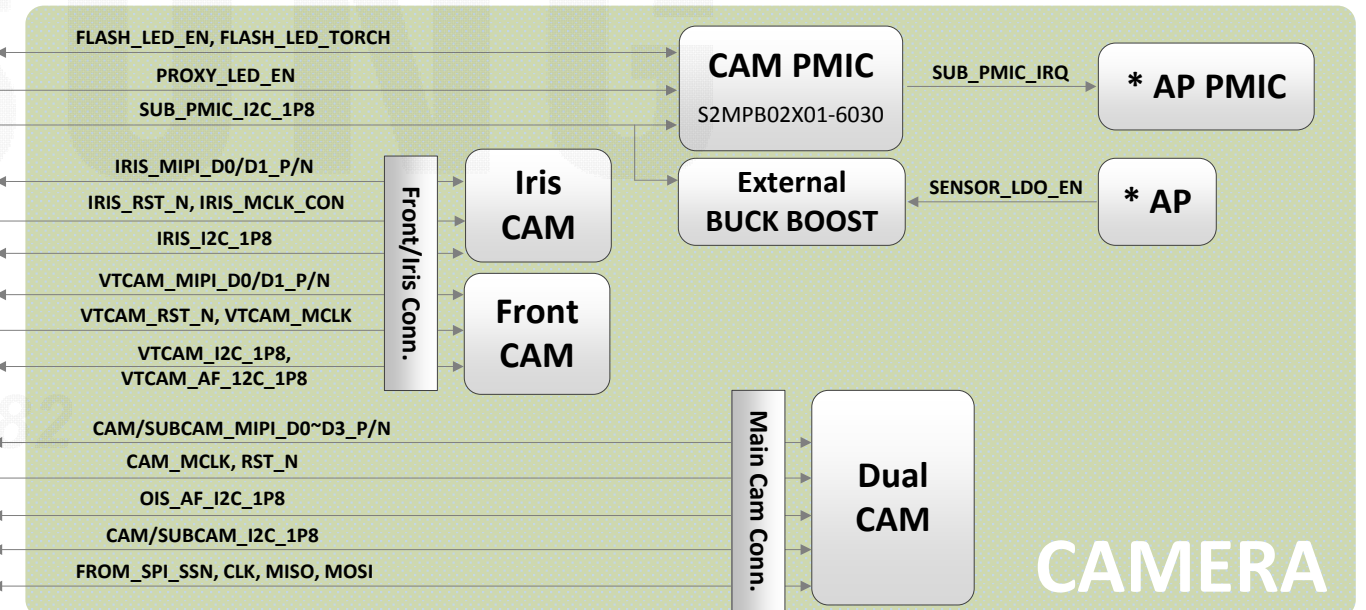 FLASH_LED_EN, FLASH_LED_TORCH
PROXY_LED_EN
SUB_PMIC_I2C_1P8
CAM PMIC
S2MPB02X01-6030
SUB_PMIC_IRQ
* AP PMIC
External
BUCK BOOST
SENSOR_LDO_EN
* AP
IRIS_MIPI_D0/D1_P/N
IRIS_RST_N, IRIS_MCLK_CON
IRIS_I2C_1P8
VTCAM_MIPI_D0/D1_P/N
VTCAM_RST_N, VTCAM_MCLK
VTCAM_I2C_1P8,
VTCAM_AF_12C_1P8
Front/Iris Conn.
Iris
CAM
Front
CAM
CAM/SUBCAM_MIPI_D0~D3_P/N
CAM_MCLK, RST_N
OIS_AF_I2C_1P8
CAM/SUBCAM_I2C_1P8
FROM_SPI_SSN, CLK, MISO, MOSI
Main Cam Conn.
Dual
CAM
CAMERA